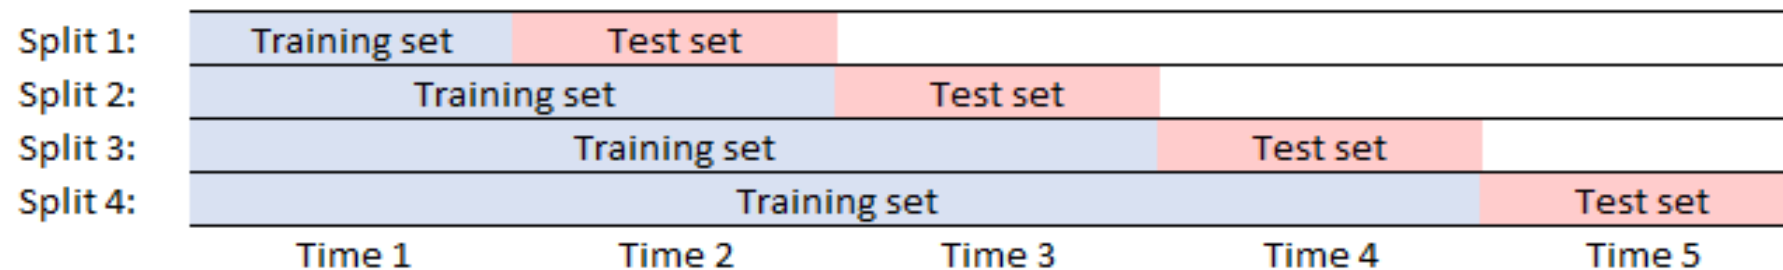 Split 1: Training set Test set
Split 2: Training set Test set
Split 3: Training set Test set
Split 4: Training set Test set
Time 1 Time 2 Time 3 Time 4 Time 5